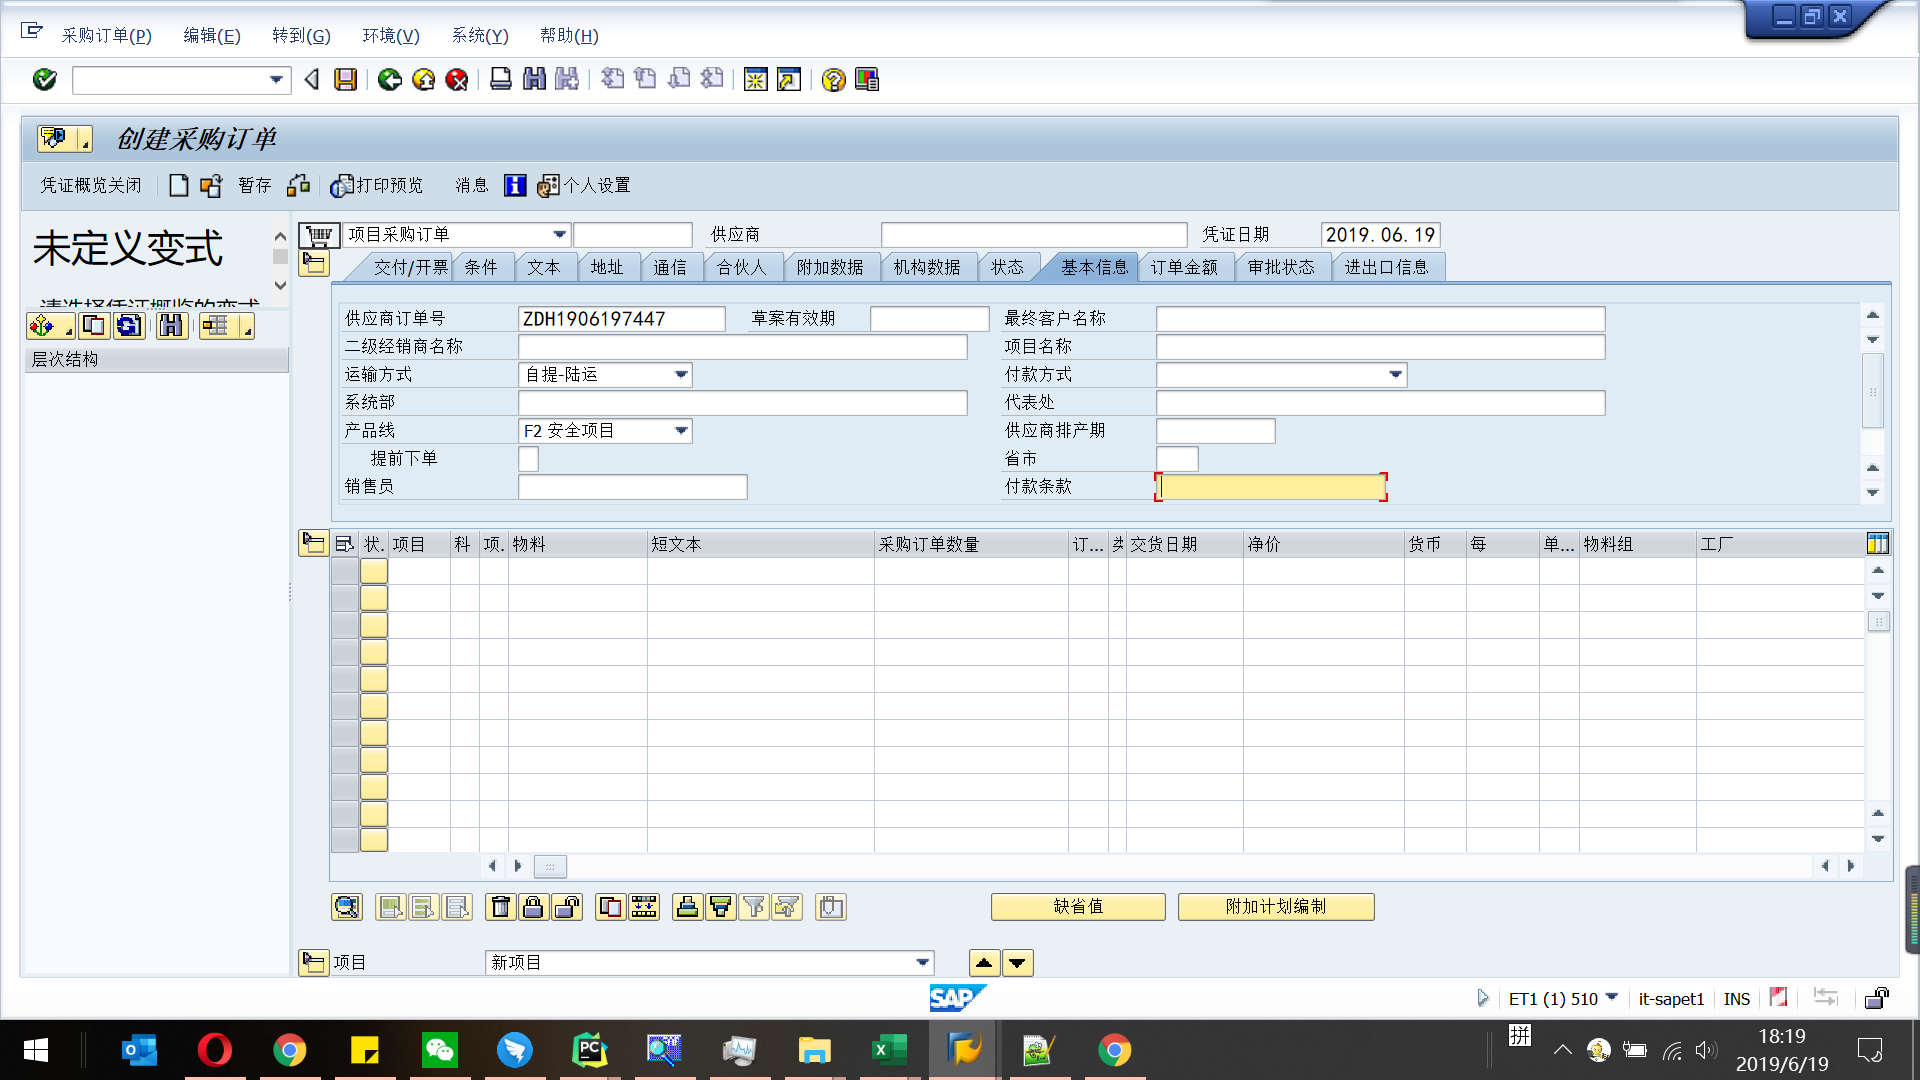 采购订单(P) 编辑(E) 转到(G) 环境(V) 系统(Y) 帮助(H)
创建采购订单
凭证概览关闭 暂存 打印预览 消息 个人设置
未定义变式
项目采购订单 供应商 凭证日期 2019.06.19
交付/开票 条件 文本 地址 通信 合伙人 附加数据 机构数据 状态 基本信息 订单金额 审批状态 进出口信息
请选择凭证概览的变式
供应商订单号 ZDH1906197447 草案有效期 最终客户名称
二级经销商名称 项目名称
层次结构
运输方式 自提-陆运 付款方式
系统部 代表处
产品线 F2 安全项目 供应商排产期
提前下单 省市
销售员 付款条款
状. 项目 科 项. 物料 短文本 采购订单数量 订... 类 交货日期 净价 货币 每 单... 物料组 工厂
缺省值 附加计划编制
项目 新项目
SAP
ET1 (1) 510 it-sapet1 INS
拼
18:19
2019/6/19